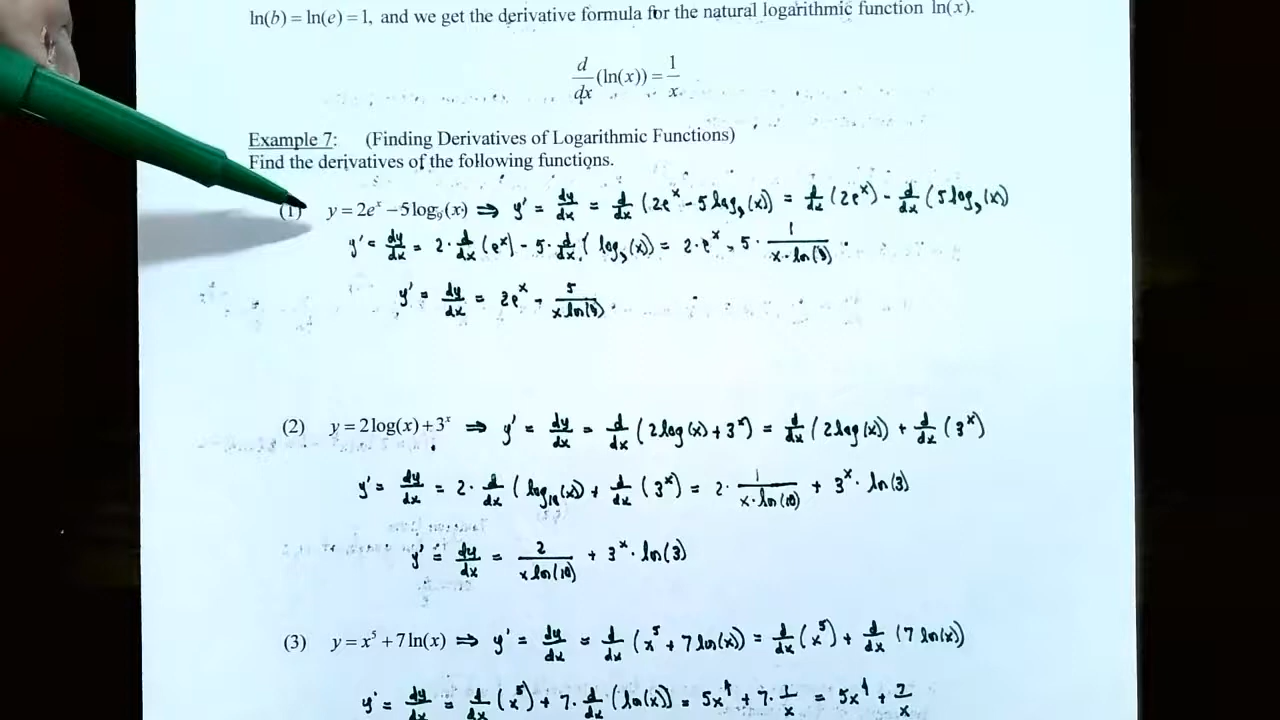 ln(b) = ln(e) = 1, and we get the derivative formula for the natural logarithmic function ln(x).
d/dx (ln(x)) = 1/x
Example 7: (Finding Derivatives of Logarithmic Functions)
Find the derivatives of the following functions.
(1) y = 2e^x − 5log₉(x) ⇒ y' = dy/dx = d/dx (2e^x − 5log₉(x)) = d/dx (2e^x) − d/dx (5log₉(x))
y' = dy/dx = 2· d/dx (e^x) − 5· d/dx (log₉(x)) = 2·e^x − 5· 1/(x·ln(9))
y' = dy/dx = 2e^x − 5/(x ln(9))
(2) y = 2log(x) + 3^x ⇒ y' = dy/dx = d/dx (2log(x) + 3^x) = d/dx (2log(x)) + d/dx (3^x)
y' = dy/dx = 2· d/dx (log₁₀(x)) + d/dx (3^x) = 2· 1/(x·ln(10)) + 3^x· ln(3)
y' = dy/dx = 2/(x ln(10)) + 3^x· ln(3)
(3) y = x^5 + 7ln(x) ⇒ y' = dy/dx = d/dx (x^5 + 7ln(x)) = d/dx (x^5) + d/dx (7ln(x))
y' = dy/dx = d/dx (x^5) + 7· d/dx (ln(x)) = 5x^4 + 7· 1/x = 5x^4 + 7/x